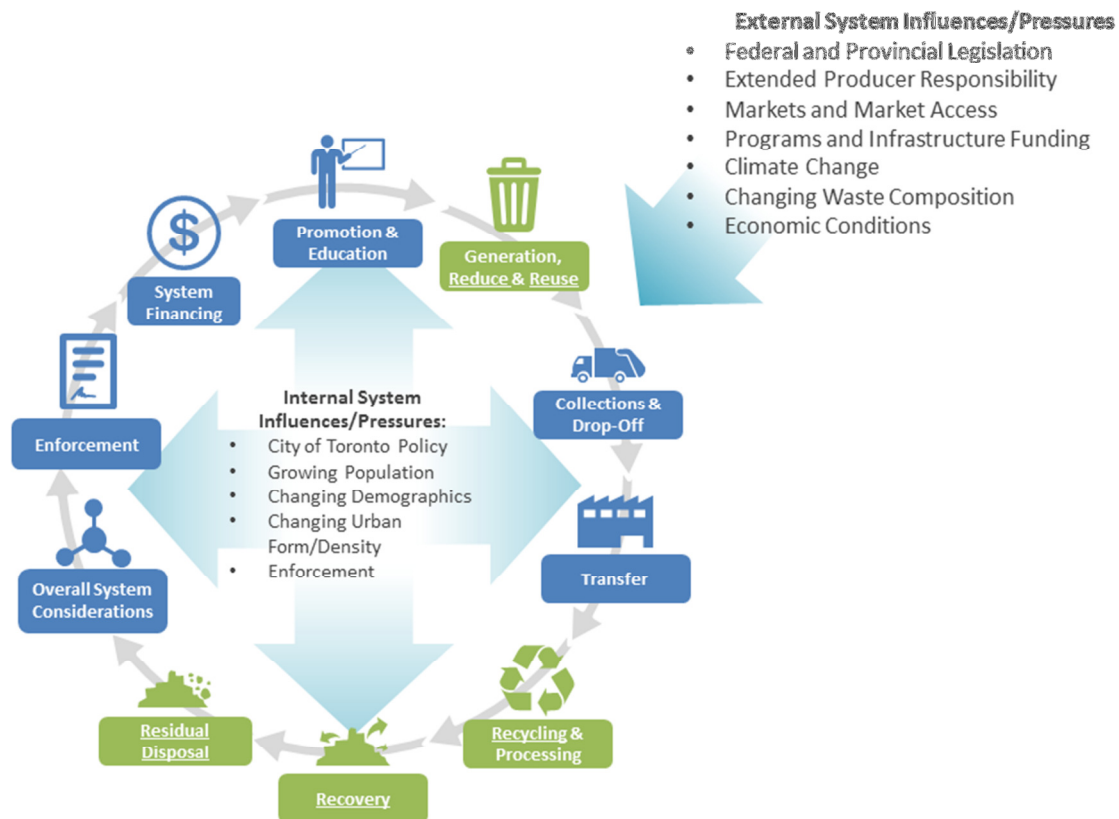 External System Influences/Pressures
• Federal and Provincial Legislation
• Extended Producer Responsibility
• Markets and Market Access
• Programs and Infrastructure Funding
• Climate Change
• Changing Waste Composition
• Economic Conditions
$
Promotion &
Education
Generation,
Reduce & Reuse
System
Financing
Collections &
Drop-Off
Enforcement
Internal System
Influences/Pressures:
• City of Toronto Policy
• Growing Population
• Changing Demographics
• Changing Urban
Form/Density
• Enforcement
Transfer
Overall System
Considerations
Recycling &
Processing
Residual
Disposal
Recovery